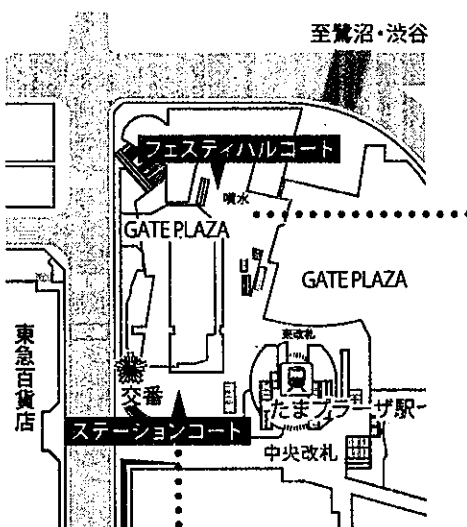 至鷺沼・渋谷
フェスティバルコート
噴水
GATE PLAZA
GATE PLAZA
東急百貨店
東改札
交番
たまプラーザ駅
ステーションコート
中央改札